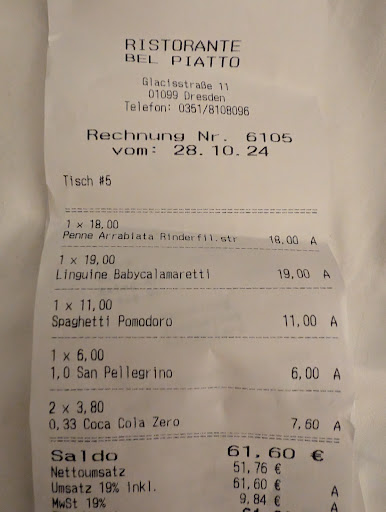 RISTORANTE
BEL PIATTO
Glacisstraße 11
01099 Dresden
Telefon: 0351/8108096
Rechnung Nr. 6105
vom: 28.10.24
Tisch #5
1 x 18,00
Penne Arrabiata Rinderfil.str 18,00 A
1 x 19,00
Linguine Babycalamaretti 19,00 A
1 x 11,00
Spaghetti Pomodoro 11,00 A
1 x 6,00
1,0 San Pellegrino 6,00 A
2 x 3,80
0,33 Coca Cola Zero 7,60 A
Saldo 61,60 €
Nettoumsatz 51,76 €
Umsatz 19% inkl. 61,60 € A
MwSt 19% 9,84 € A